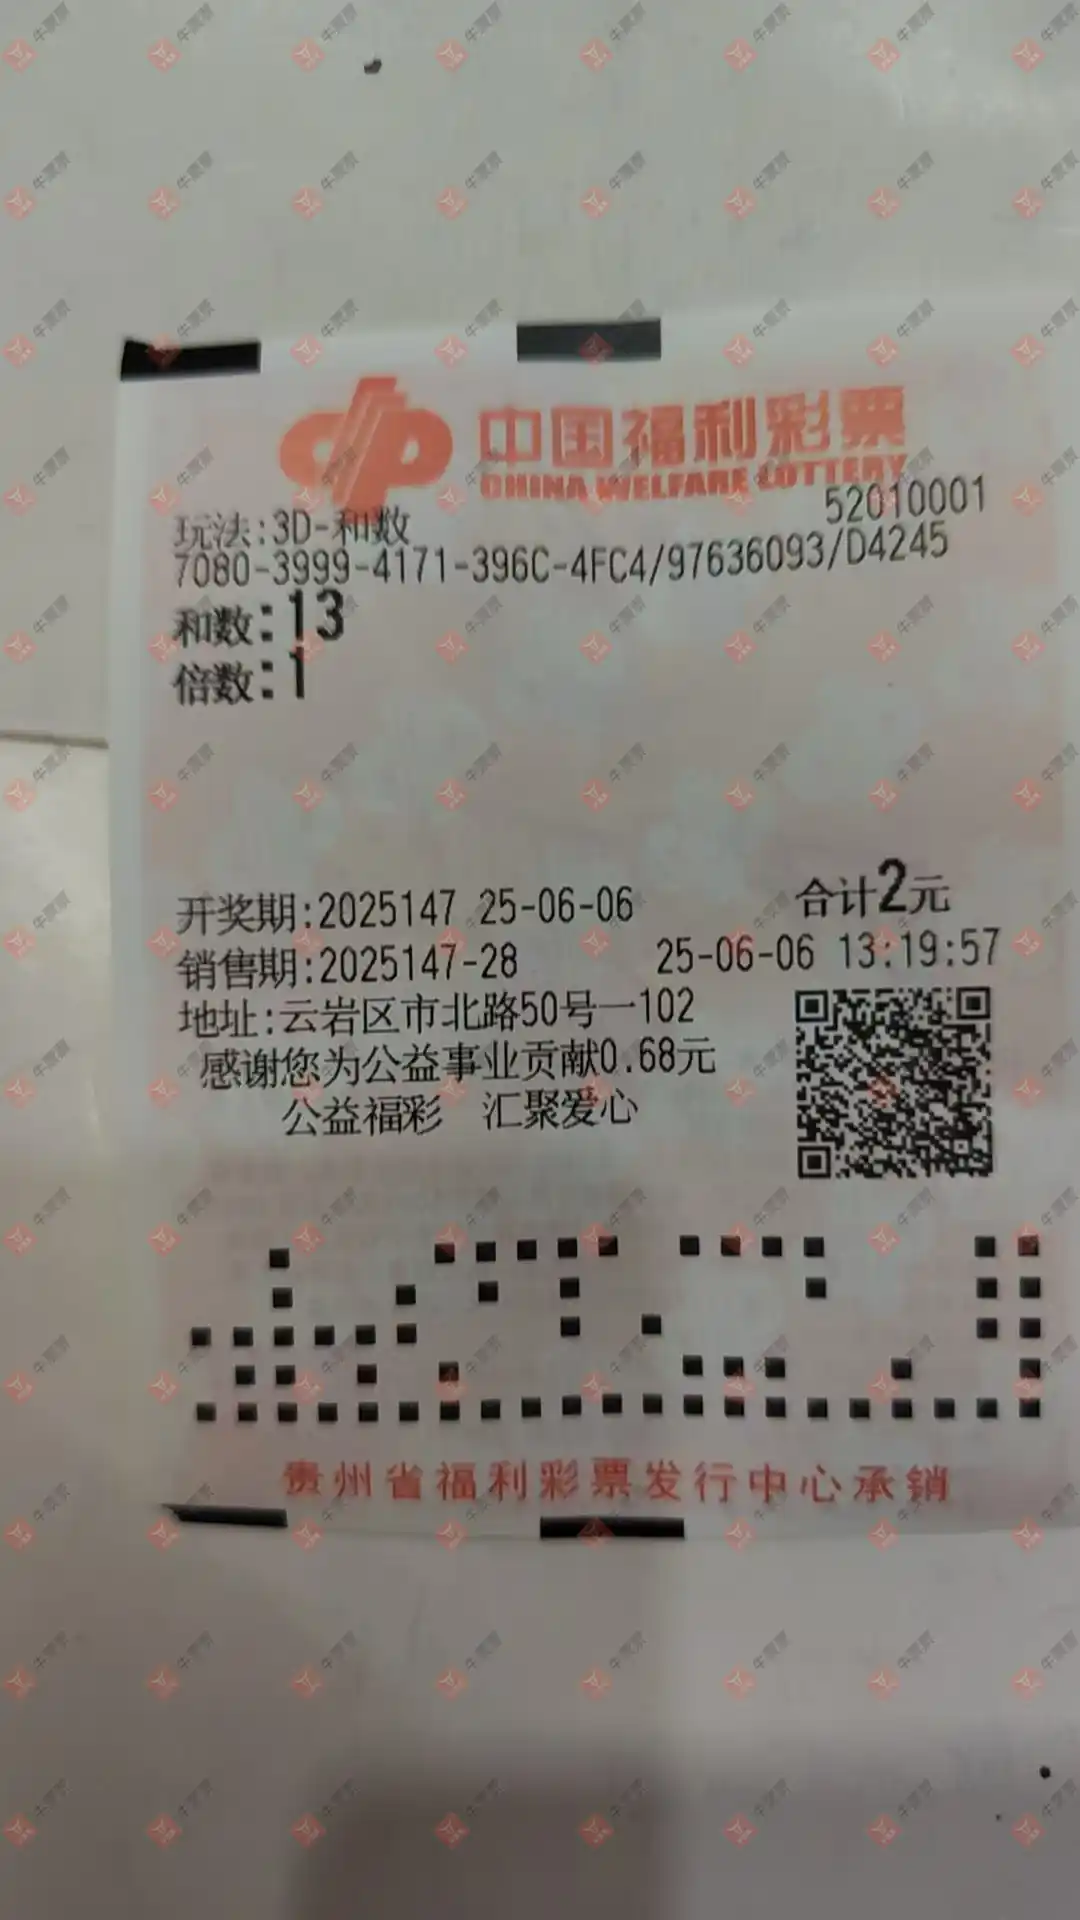 中国福利彩票
CHINA WELFARE LOTTERY
52010001
玩法:3D-和数
7080-3999-4171-396C-4FC4/97636093/D4245
和数:13
倍数:1
合计2元
开奖期:2025147 25-06-06
销售期:2025147-28 25-06-06 13:19:57
地址:云岩区市北路50号一102
感谢您为公益事业贡献0.68元
公益福彩 汇聚爱心
贵州省福利彩票发行中心承销